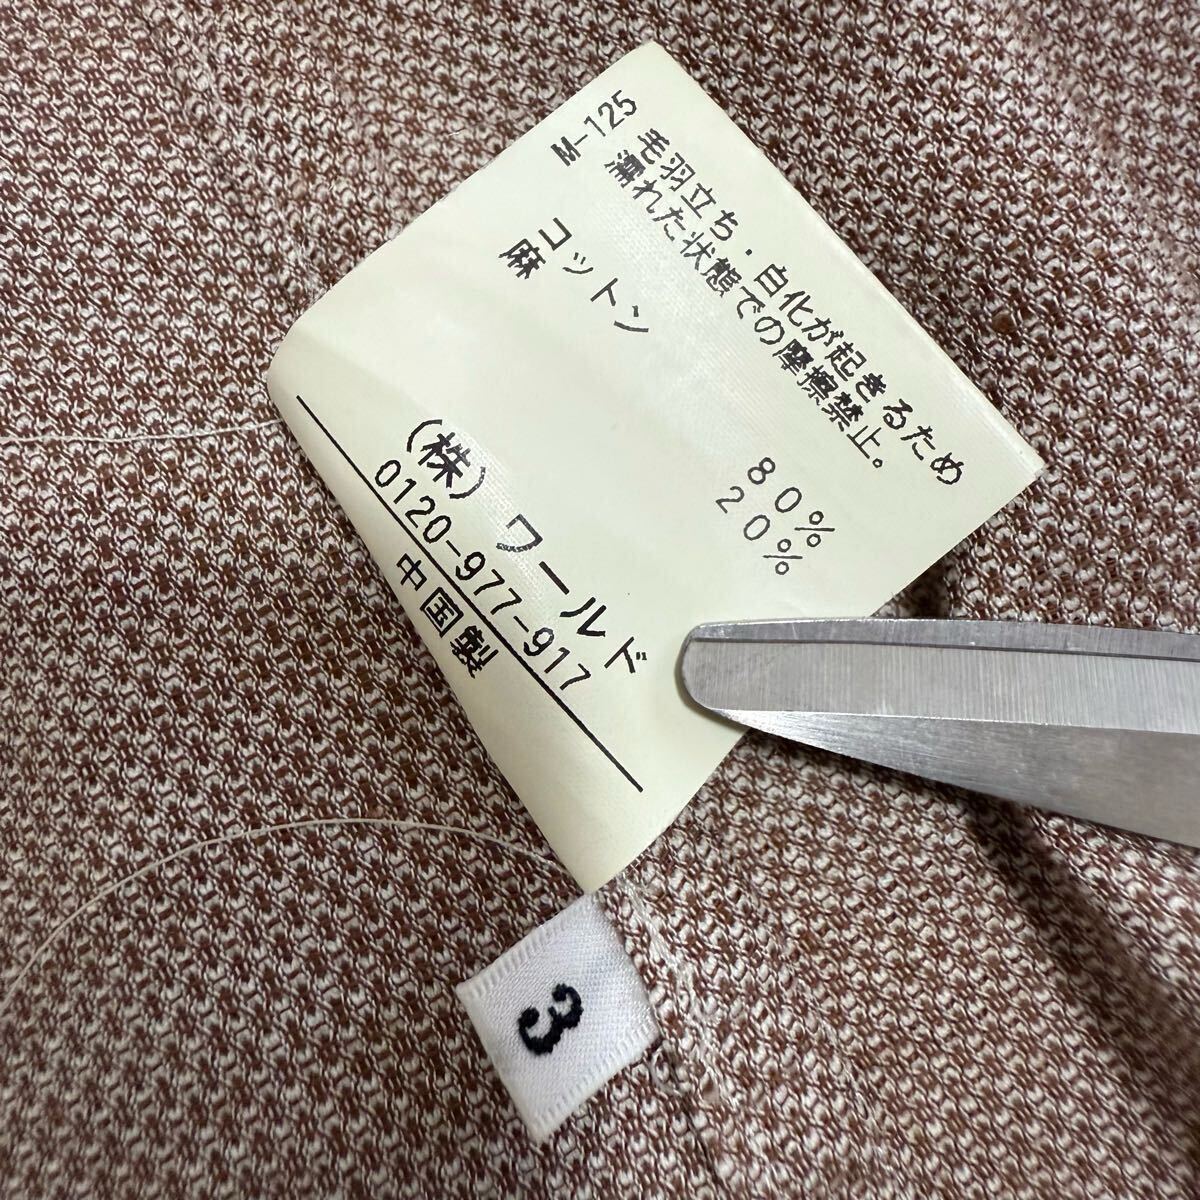 M-125
毛羽立ち・白化が起きるため
濡れた状態での摩擦禁止。
コットン 80%
麻 20%
(株) ワールド
0120-977-917
中国製
3